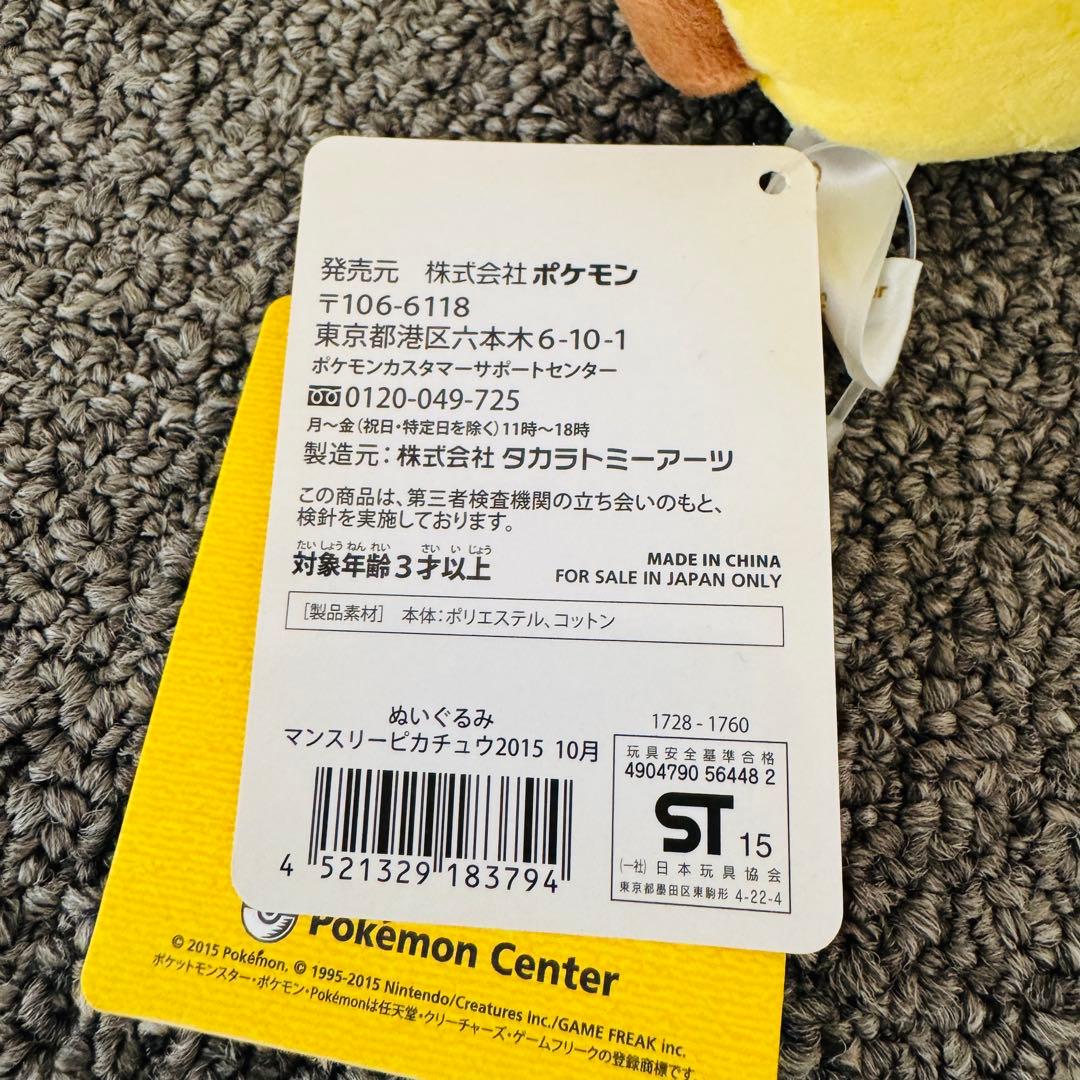 発売元 株式会社 ポケモン
〒106-6118
東京都港区六本木6-10-1
ポケモンカスタマーサポートセンター
0120-049-725
月〜金(祝日・特定日を除く)11時〜18時
製造元:株式会社 タカラトミーアーツ
この商品は、第三者検査機関の立ち会いのもと、
検針を実施しております。
たいしょうねんれい さいいじょう
対象年齢3才以上
MADE IN CHINA
FOR SALE IN JAPAN ONLY
[製品素材] 本体:ポリエステル、コットン
ぬいぐるみ
マンスリーピカチュウ2015 10月
4 521329 183794
1728 - 1760
玩具安全基準合格
4904790 56448 2
ST 15
(一社)日本玩具協会
東京都墨田区東駒形 4-22-4
Pokémon Center
© 2015 Pokémon. © 1995-2015 Nintendo/Creatures Inc./GAME FREAK inc.
ポケットモンスター・ポケモン・Pokémonは任天堂・クリーチャーズ・ゲームフリークの登録商標です